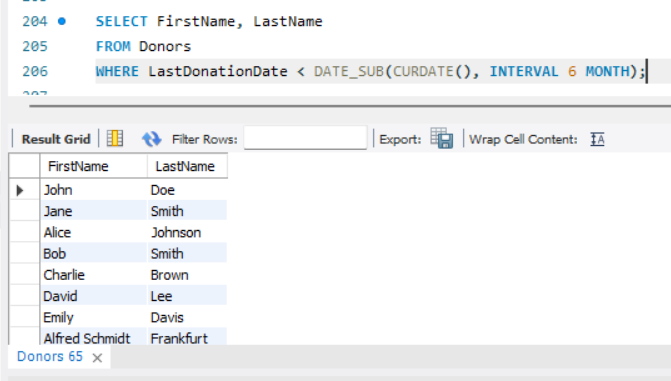 204 SELECT FirstName, LastName
205 FROM Donors
206 WHERE LastDonationDate < DATE_SUB(CURDATE(), INTERVAL 6 MONTH);
Result Grid Filter Rows: Export: Wrap Cell Content: IA
FirstName LastName
John Doe
Jane Smith
Alice Johnson
Bob Smith
Charlie Brown
David Lee
Emily Davis
Alfred Schmidt Frankfurt
Donors 65 ×